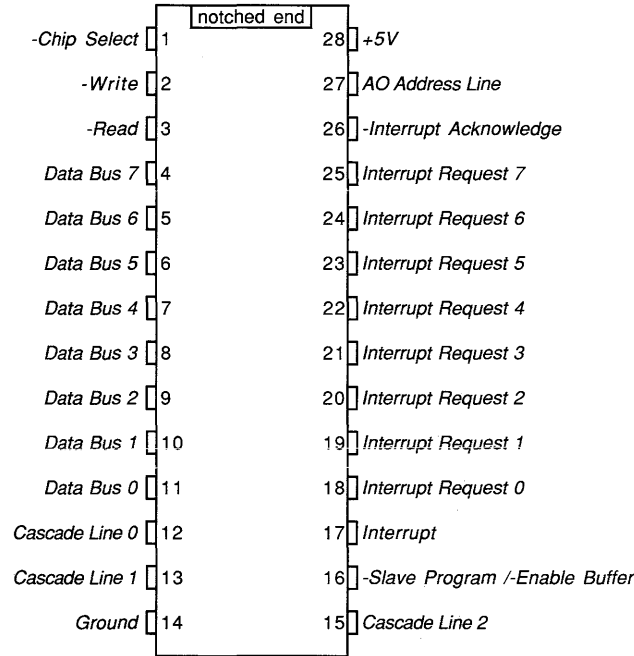 notched end
-Chip Select 1 28 +5V
-Write 2 27 AO Address Line
-Read 3 26 -Interrupt Acknowledge
Data Bus 7 4 25 Interrupt Request 7
Data Bus 6 5 24 Interrupt Request 6
Data Bus 5 6 23 Interrupt Request 5
Data Bus 4 7 22 Interrupt Request 4
Data Bus 3 8 21 Interrupt Request 3
Data Bus 2 9 20 Interrupt Request 2
Data Bus 1 10 19 Interrupt Request 1
Data Bus 0 11 18 Interrupt Request 0
Cascade Line 0 12 17 Interrupt
Cascade Line 1 13 16 -Slave Program /-Enable Buffer
Ground 14 15 Cascade Line 2